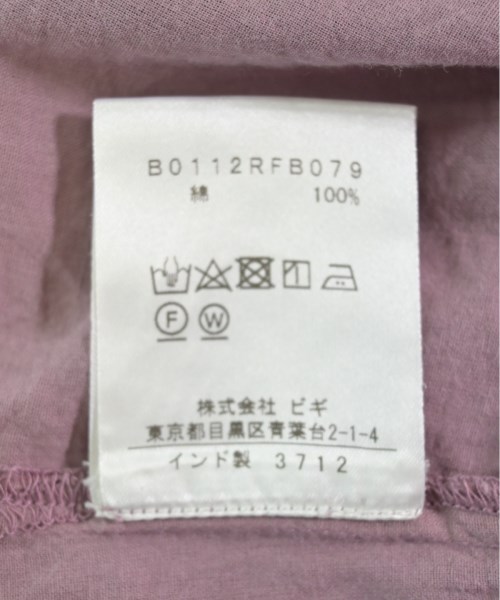 B0112RFB079
綿 100%
F W
株式会社 ビギ
東京都目黒区青葉台2-1-4
インド製 3712